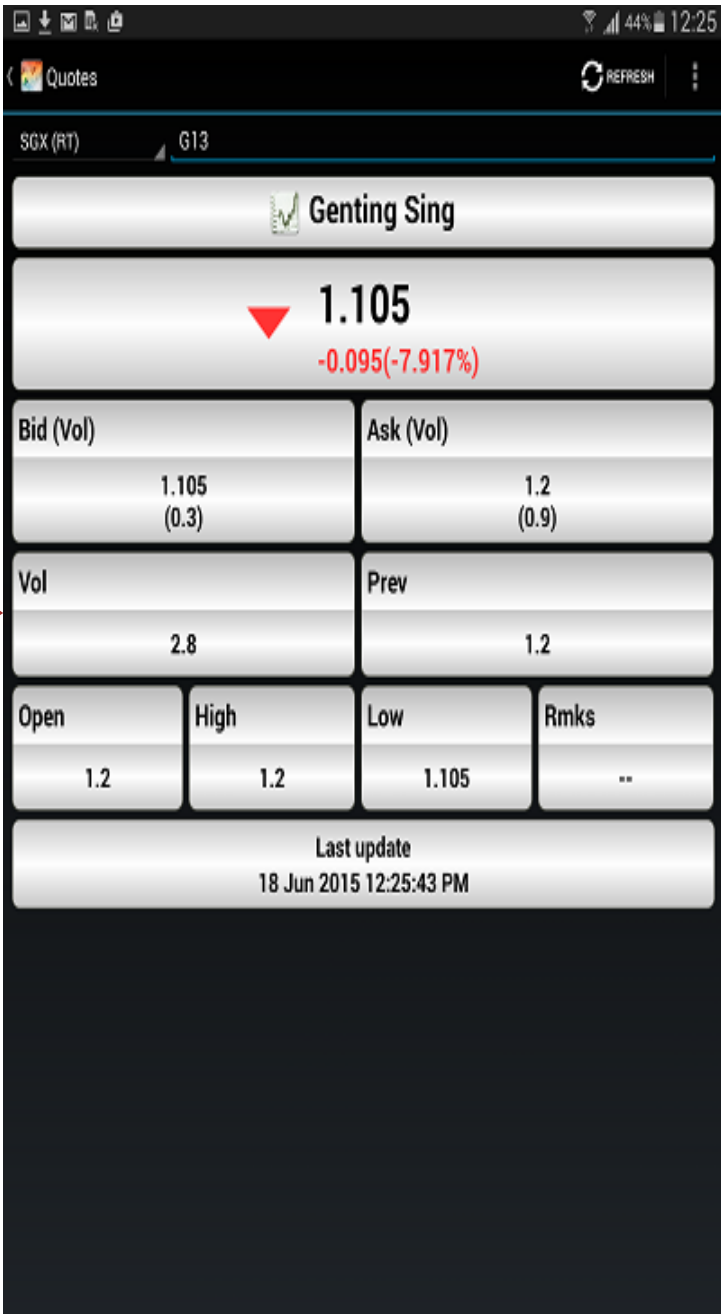 44% 12:25
Quotes REFRESH
SGX (RT) G13
Genting Sing
1.105
-0.095(-7.917%)
Bid (Vol) Ask (Vol)
1.105 1.2
(0.3) (0.9)
Vol Prev
2.8 1.2
Open High Low Rmks
1.2 1.2 1.105 --
Last update
18 Jun 2015 12:25:43 PM